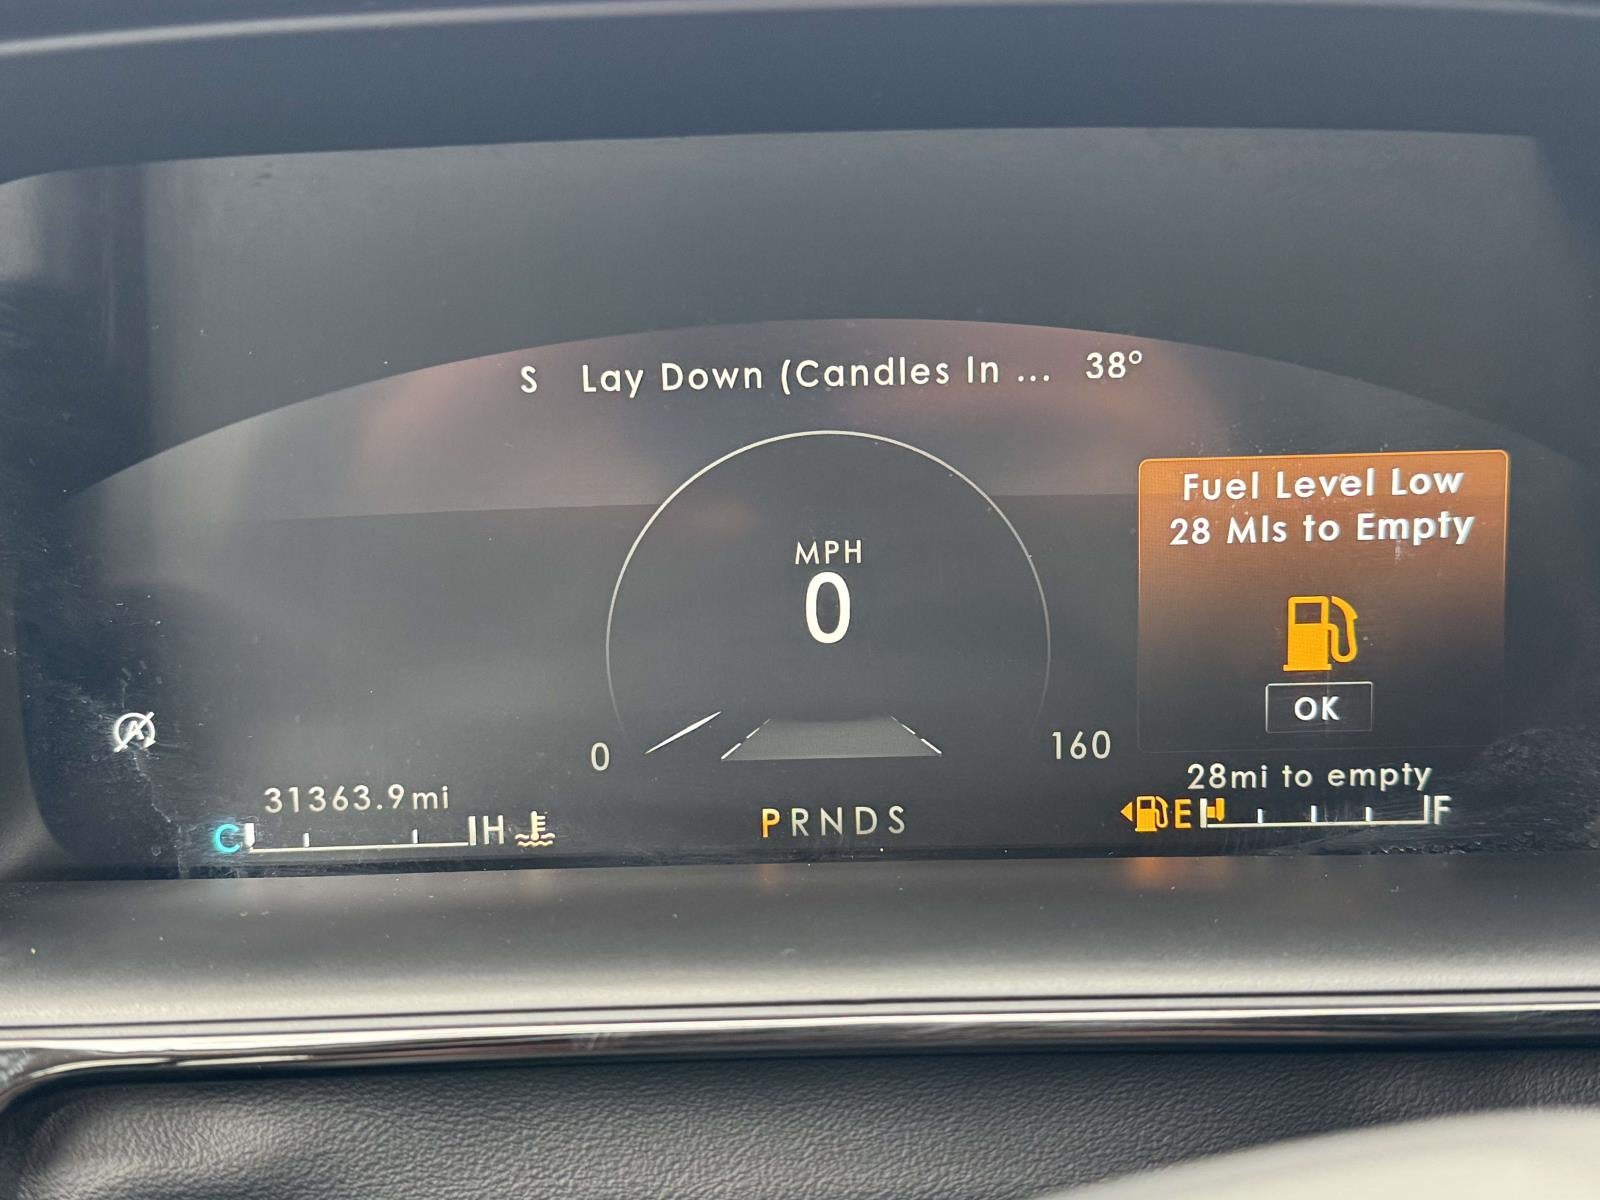 S Lay Down (Candles In ... 38°
Fuel Level Low
28 Mls to Empty
MPH
0
OK
0
160
28mi to empty
31363.9mi
C H
PRNDS
E F